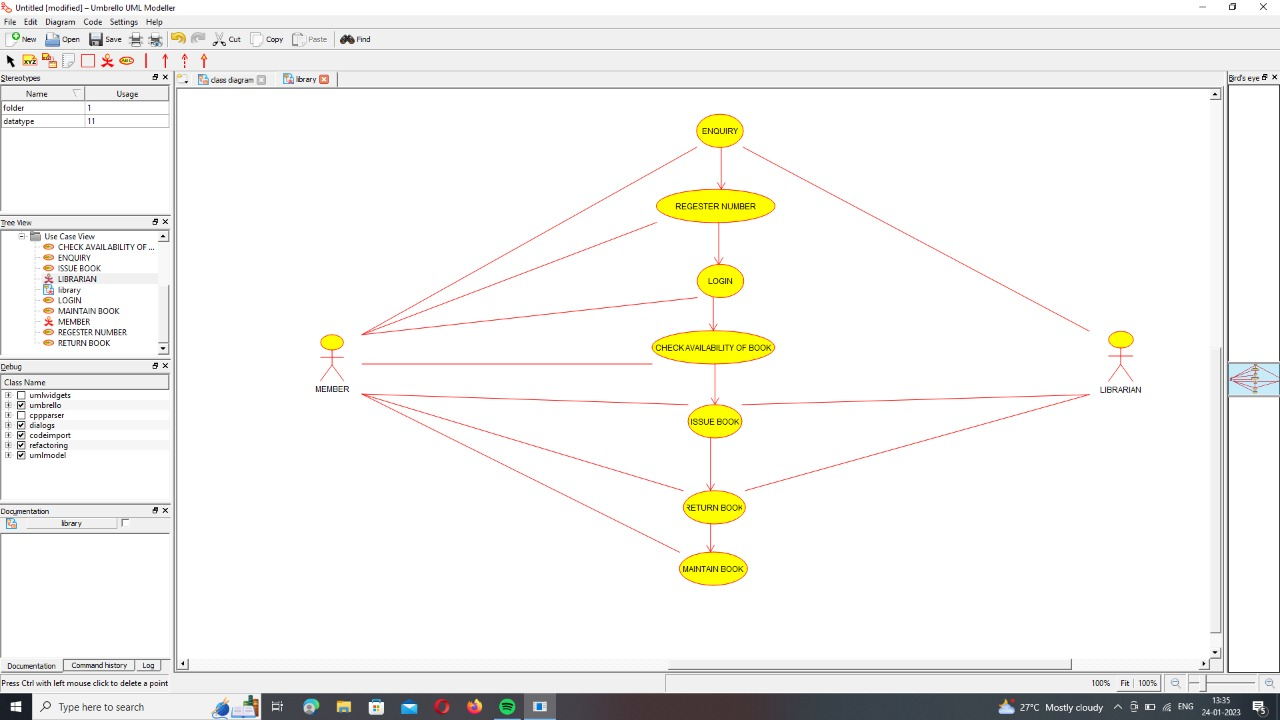 Untitled [modified] – Umbrello UML Modeller
File Edit Diagram Code Settings Help
New Open Save Cut Copy Paste Find
Stereotypes
Name Usage
folder 1
datatype 11
Tree View
Use Case View
CHECK AVAILABILITY OF ...
ENQUIRY
ISSUE BOOK
LIBRARIAN
library
LOGIN
MAINTAIN BOOK
MEMBER
REGESTER NUMBER
RETURN BOOK
Debug
Class Name
umlwidgets
umbrello
cppparser
dialogs
codeimport
refactoring
umlmodel
Documentation
library
Documentation Command history Log
Press Ctrl with left mouse click to delete a point
class diagram library
ENQUIRY
REGESTER NUMBER
LOGIN
CHECK AVAILABILITY OF BOOK
MEMBER
LIBRARIAN
ISSUE BOOK
RETURN BOOK
MAINTAIN BOOK
Bird's eye
100% Fit 100%
Type here to search
27°C Mostly cloudy
ENG
13:35
24-01-2023